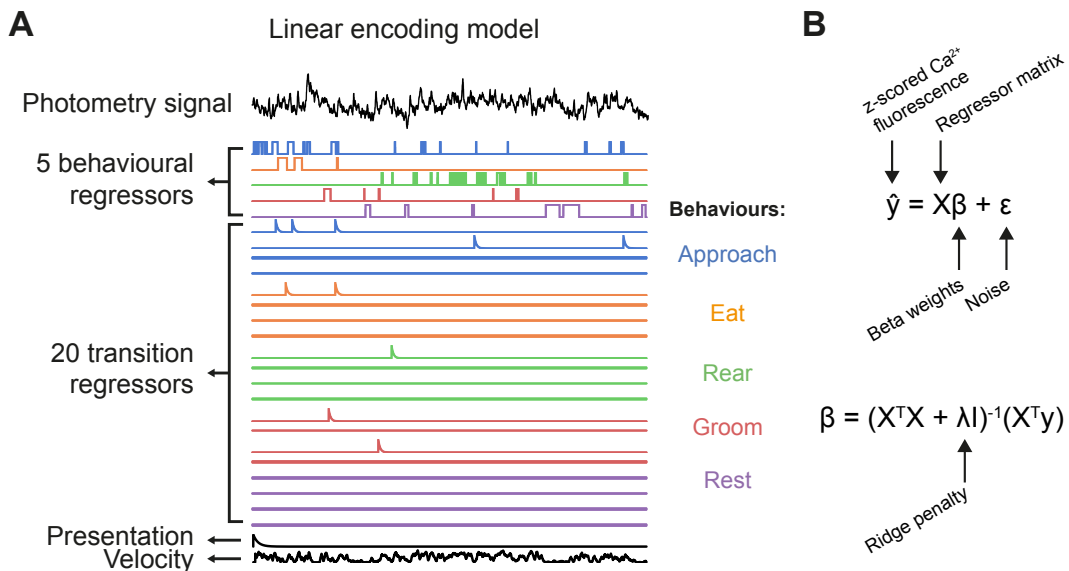 A
Linear encoding model
Photometry signal
5 behavioural
regressors
20 transition
regressors
Presentation
Velocity
Behaviours:
Approach
Eat
Rear
Groom
Rest
B
z-scored Ca²⁺
fluorescence
Regressor matrix
ŷ = Xβ + ε
Beta weights
Noise
β = (XᵀX + λI)⁻¹(Xᵀy)
Ridge penalty